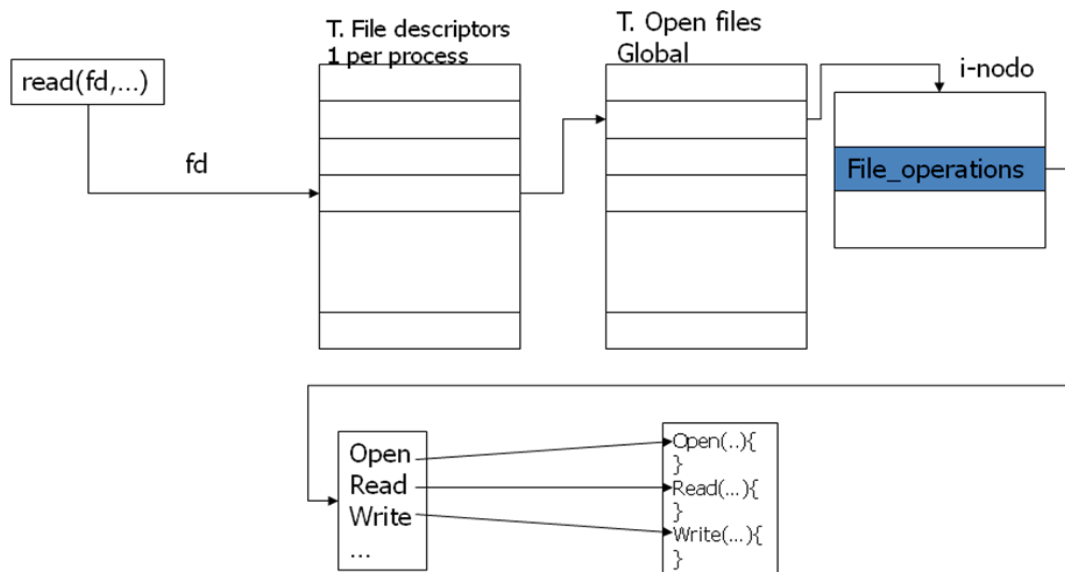 T. File descriptors
1 per process
T. Open files
Global
i-nodo
read(fd,...)
fd
File_operations
Open
Read
Write
...
Open(..){
}
Read(...){
}
Write(...){
}